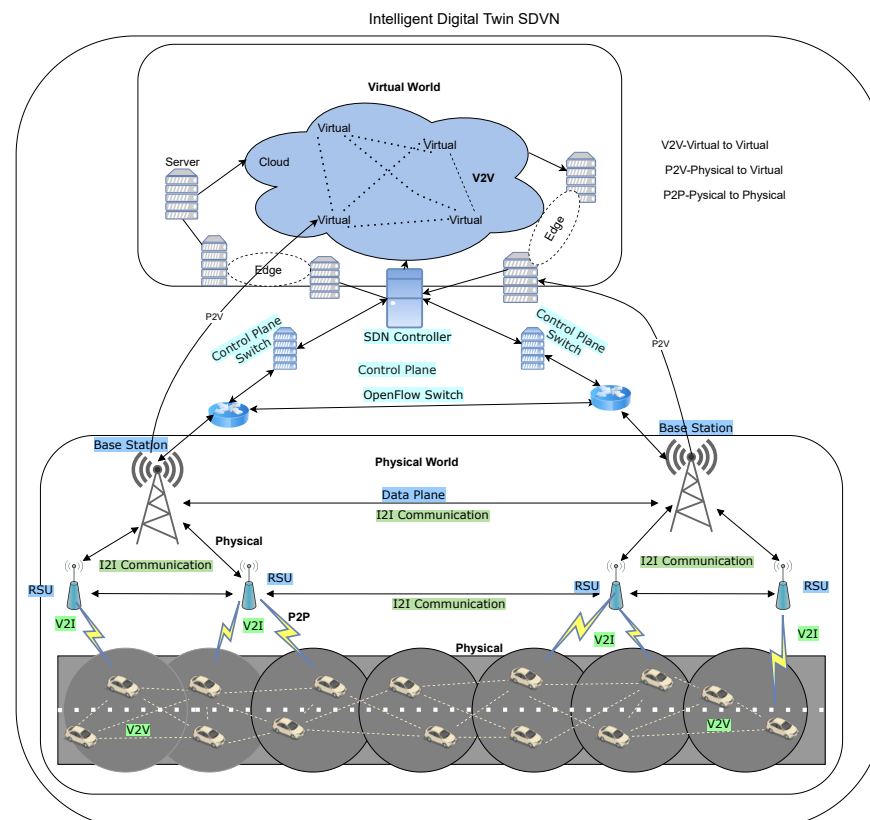 Intelligent Digital Twin SDVN
Virtual World
Virtual
Virtual
V2V-Virtual to Virtual
Server
Cloud
P2V-Physical to Virtual
V2V
P2P-Pysical to Physical
Virtual
Virtual
Edge
Edge
P2V
SDN Controller
Control Plane
Switch
Control Plane
Switch
P2V
Control Plane
OpenFlow Switch
Base Station
Base Station
Physical World
Data Plane
I2I Communication
Physical
I2I Communication
I2I Communication
RSU
RSU
RSU
RSU
I2I Communication
V2I
V2I
P2P
V2I
V2I
Physical
V2V
V2V